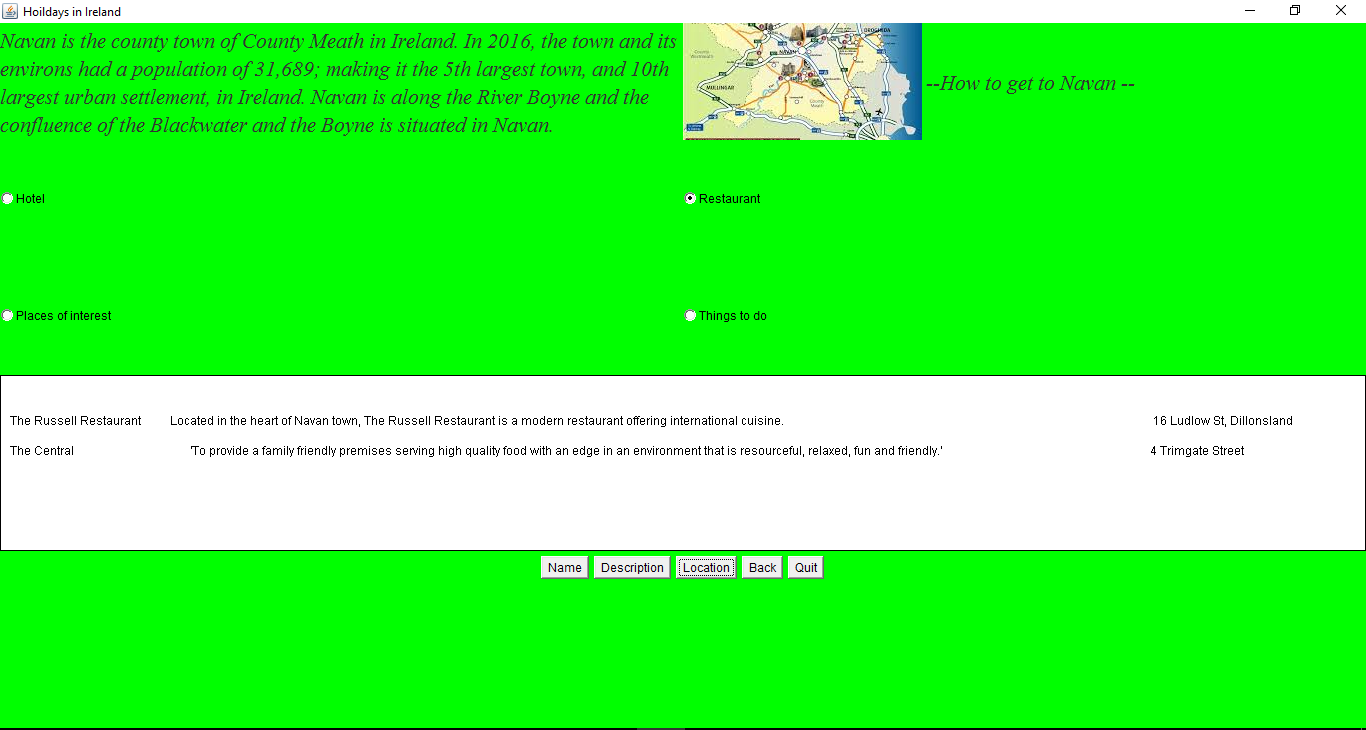 Hoildays in Ireland
Navan is the county town of County Meath in Ireland. In 2016, the town and its
environs had a population of 31,689; making it the 5th largest town, and 10th
largest urban settlement, in Ireland. Navan is along the River Boyne and the
confluence of the Blackwater and the Boyne is situated in Navan.
DROGHEDA
NAVAN
MULLINGAR
County
Meath
--How to get to Navan --
Hotel
Restaurant
Places of interest
Things to do
The Russell Restaurant Located in the heart of Navan town, The Russell Restaurant is a modern restaurant offering international cuisine. 16 Ludlow St, Dillonsland
The Central 'To provide a family friendly premises serving high quality food with an edge in an environment that is resourceful, relaxed, fun and friendly.' 4 Trimgate Street
Name Description Location Back Quit